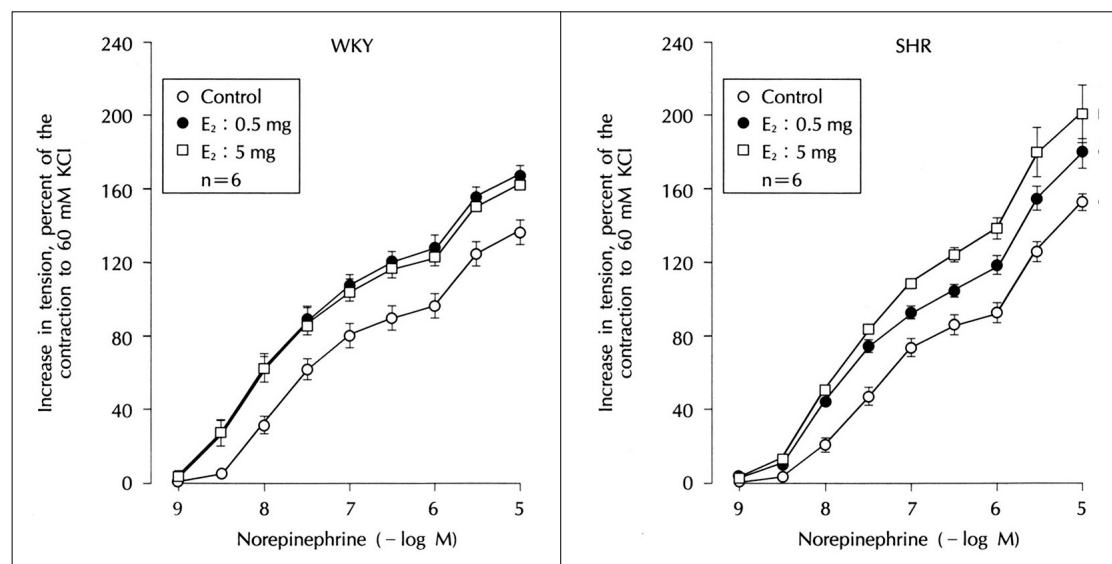 WKY
Increase in tension, percent of the
contraction to 60 mM KCl
240
200
160
120
80
40
0
Control
E₂ : 0.5 mg
E₂ : 5 mg
n=6
9
8
7
6
5
Norepinephrine (– log M)
SHR
Increase in tension, percent of the
contraction to 60 mM KCl
240
200
160
120
80
40
0
Control
E₂ : 0.5 mg
E₂ : 5 mg
n=6
9
8
7
6
5
Norepinephrine (– log M)